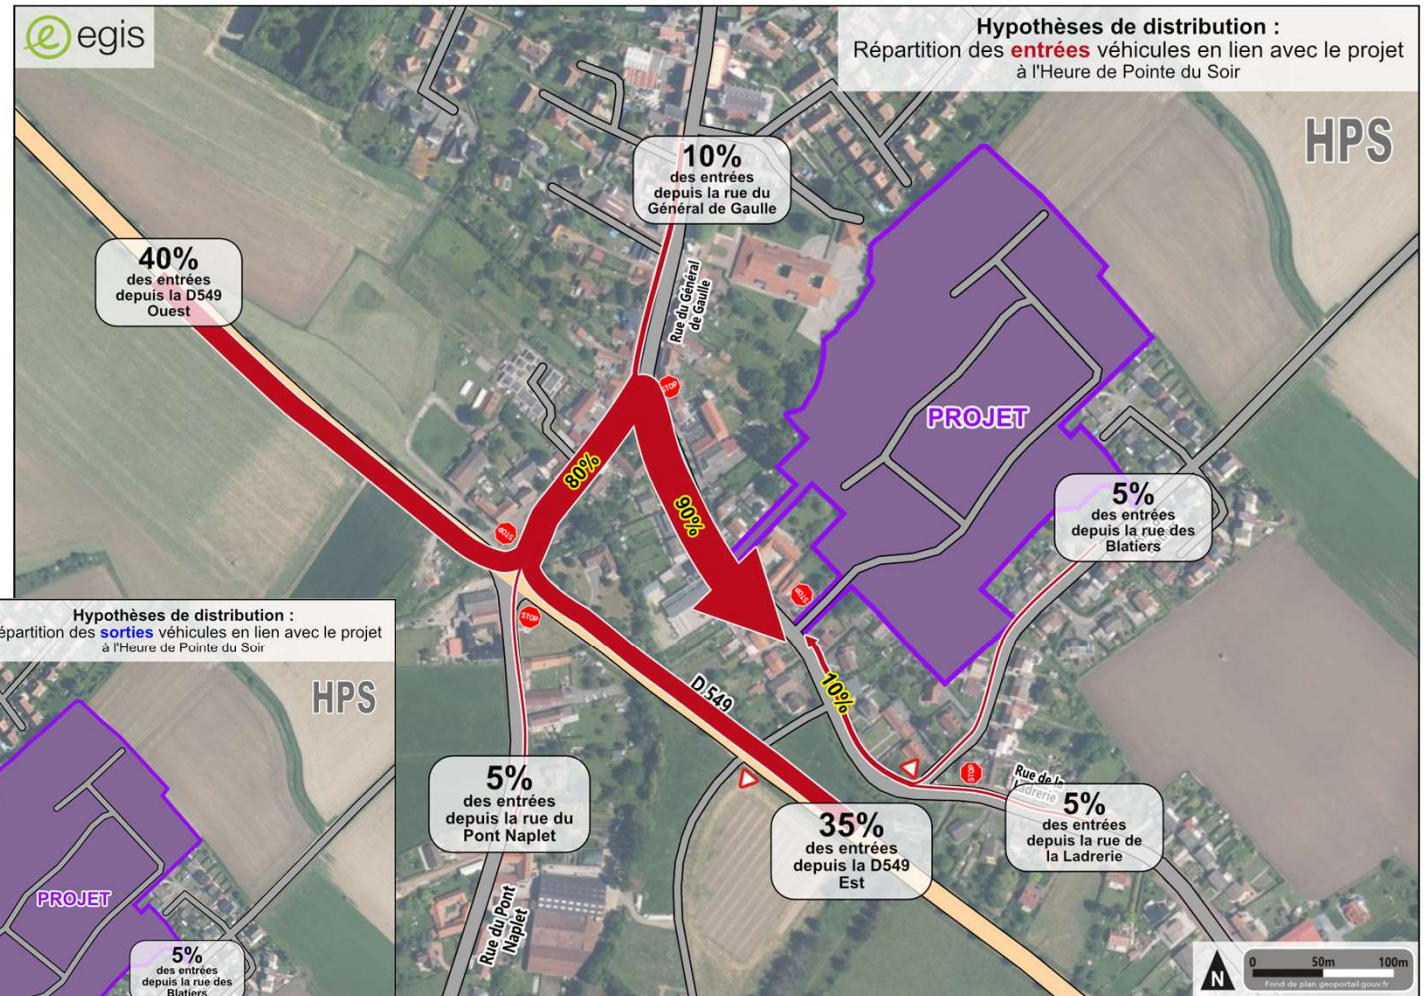 egis
Hypothèses de distribution :
Répartition des entrées véhicules en lien avec le projet
à l'Heure de Pointe du Soir
HPS
10%
des entrées
depuis la rue du
Général de Gaulle
40%
des entrées
depuis la D549
Ouest
Rue du Général
de Gaulle
STOP
PROJET
80%
90%
5%
des entrées
depuis la rue des
Blatiers
STOP
STOP
STOP
10%
D 549
5%
des entrées
depuis la rue du
Pont Naplet
35%
des entrées
depuis la D549
Est
STOP
Rue de la
Ladrerie
5%
des entrées
depuis la rue de
la Ladrerie
Rue du Pont
Naplet
N
0 50m 100m
Fond de plan geoportail.gouv.fr
Hypothèses de distribution :
épartition des sorties véhicules en lien avec le projet
à l'Heure de Pointe du Soir
HPS
PROJET
5%
des entrées
depuis la rue des
Blatiers